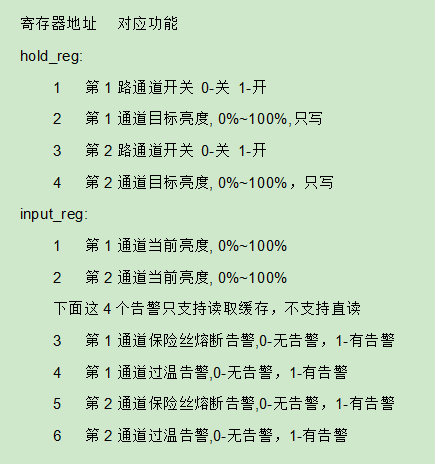 寄存器地址 对应功能
hold_reg:
1 第 1 路通道开关 0-关 1-开
2 第 1 通道目标亮度, 0%~100%,只写
3 第 2 路通道开关 0-关 1-开
4 第 2 通道目标亮度, 0%~100%，只写
input_reg:
1 第 1 通道当前亮度, 0%~100%
2 第 2 通道当前亮度, 0%~100%
下面这 4 个告警只支持读取缓存，不支持直读
3 第 1 通道保险丝熔断告警,0-无告警，1-有告警
4 第 1 通道过温告警,0-无告警，1-有告警
5 第 2 通道保险丝熔断告警,0-无告警，1-有告警
6 第 2 通道过温告警,0-无告警，1-有告警